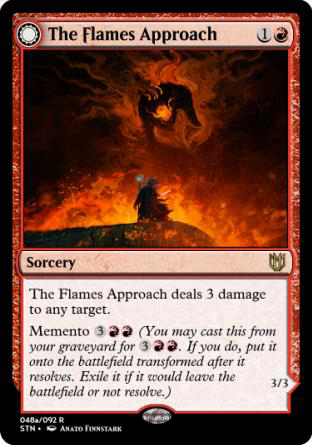 The Flames Approach 1
Sorcery
The Flames Approach deals 3 damage
to any target.
Memento 3 (You may cast this from
your graveyard for 3 . If you do, put it
onto the battlefield transformed after it
resolves. Exile it if it would leave the
battlefield or not resolve.)
3/3
048a/092 R
STN • Anato Finnstark